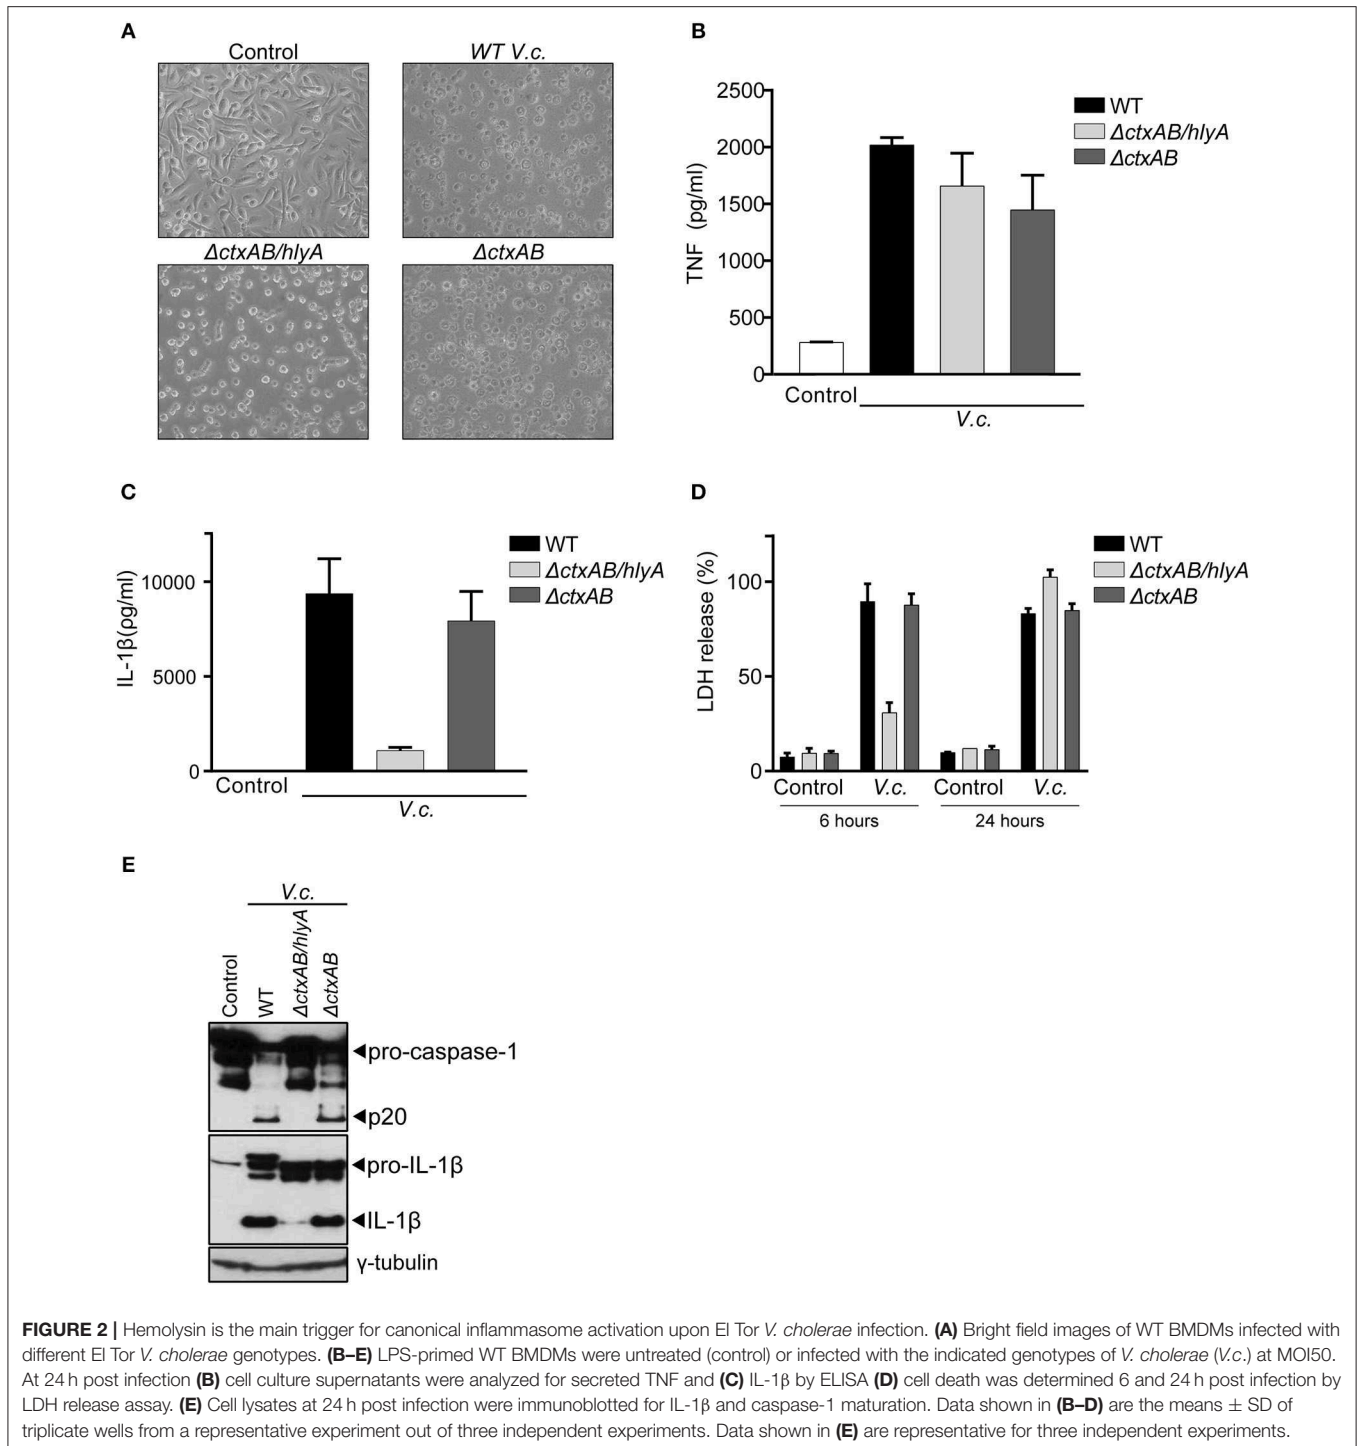 A
Control
WT V.c.
ΔctxAB/hlyA
ΔctxAB
B
2500
2000
1500
1000
500
0
TNF (pg/ml)
WT
ΔctxAB/hlyA
ΔctxAB
Control
V.c.
C
10000
5000
0
IL-1β(pg/ml)
WT
ΔctxAB/hlyA
ΔctxAB
Control
V.c.
D
100
50
0
LDH release (%)
WT
ΔctxAB/hlyA
ΔctxAB
Control V.c. Control V.c.
6 hours 24 hours
E
V.c.
Control
WT
ΔctxAB/hlyA
ΔctxAB
◄pro-caspase-1
◄p20
◄pro-IL-1β
◄IL-1β
γ-tubulin
FIGURE 2 | Hemolysin is the main trigger for canonical inflammasome activation upon El Tor V. cholerae infection. (A) Bright field images of WT BMDMs infected with
different El Tor V. cholerae genotypes. (B–E) LPS-primed WT BMDMs were untreated (control) or infected with the indicated genotypes of V. cholerae (V.c.) at MOI50.
At 24 h post infection (B) cell culture supernatants were analyzed for secreted TNF and (C) IL-1β by ELISA (D) cell death was determined 6 and 24 h post infection by
LDH release assay. (E) Cell lysates at 24 h post infection were immunoblotted for IL-1β and caspase-1 maturation. Data shown in (B–D) are the means ± SD of
triplicate wells from a representative experiment out of three independent experiments. Data shown in (E) are representative for three independent experiments.